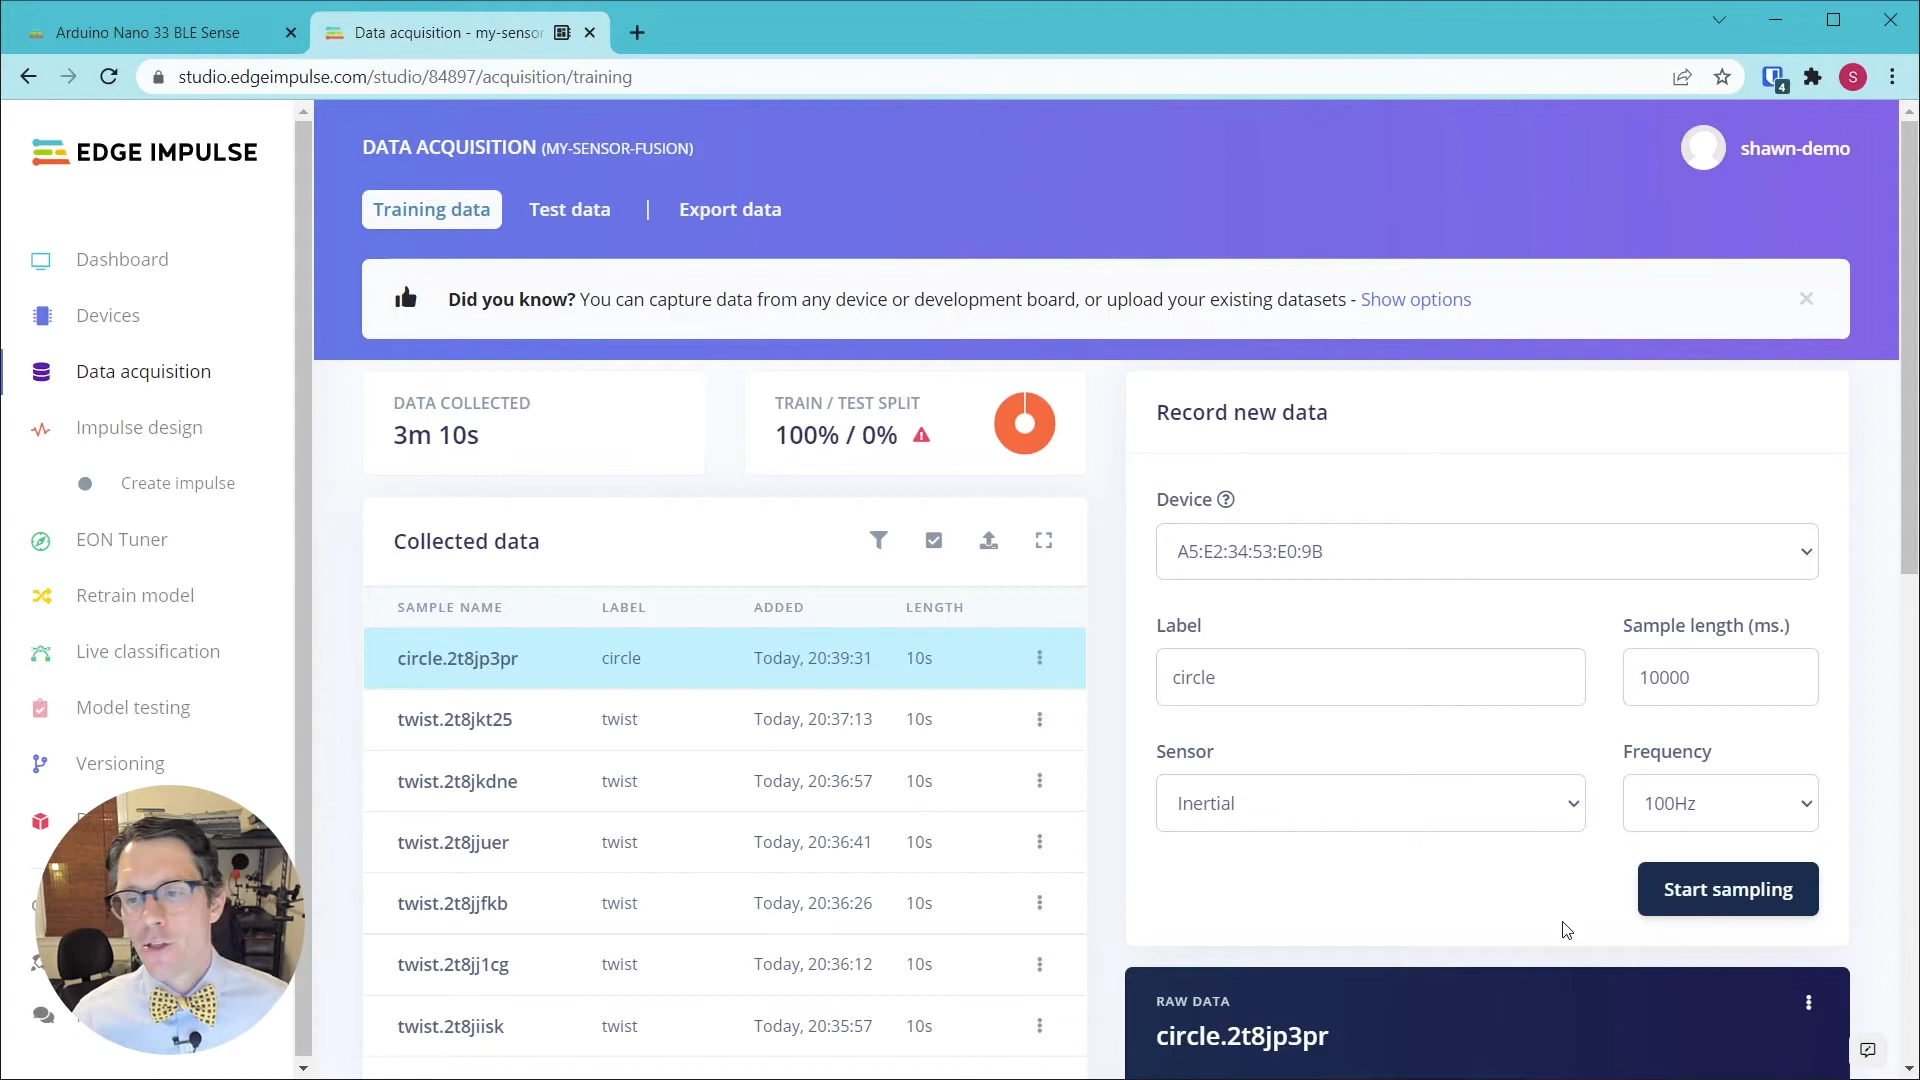 Arduino Nano 33 BLE Sense
Data acquisition - my-sensor
studio.edgeimpulse.com/studio/84897/acquisition/training
4
S
EDGE IMPULSE
DATA ACQUISITION (MY-SENSOR-FUSION)
shawn-demo
Training data
Test data
|
Export data
Did you know? You can capture data from any device or development board, or upload your existing datasets - Show options
Dashboard
Devices
Data acquisition
Impulse design
Create impulse
EON Tuner
Retrain model
Live classification
Model testing
Versioning
DATA COLLECTED
3m 10s
TRAIN / TEST SPLIT
100% / 0%
Collected data
SAMPLE NAME LABEL ADDED LENGTH
circle.2t8jp3pr circle Today, 20:39:31 10s
twist.2t8jkt25 twist Today, 20:37:13 10s
twist.2t8jkdne twist Today, 20:36:57 10s
twist.2t8jjuer twist Today, 20:36:41 10s
twist.2t8jjfkb twist Today, 20:36:26 10s
twist.2t8jj1cg twist Today, 20:36:12 10s
twist.2t8jiisk twist Today, 20:35:57 10s
Record new data
Device
A5:E2:34:53:E0:9B
Label
Sample length (ms.)
circle
10000
Sensor
Frequency
Inertial
100Hz
Start sampling
RAW DATA
circle.2t8jp3pr